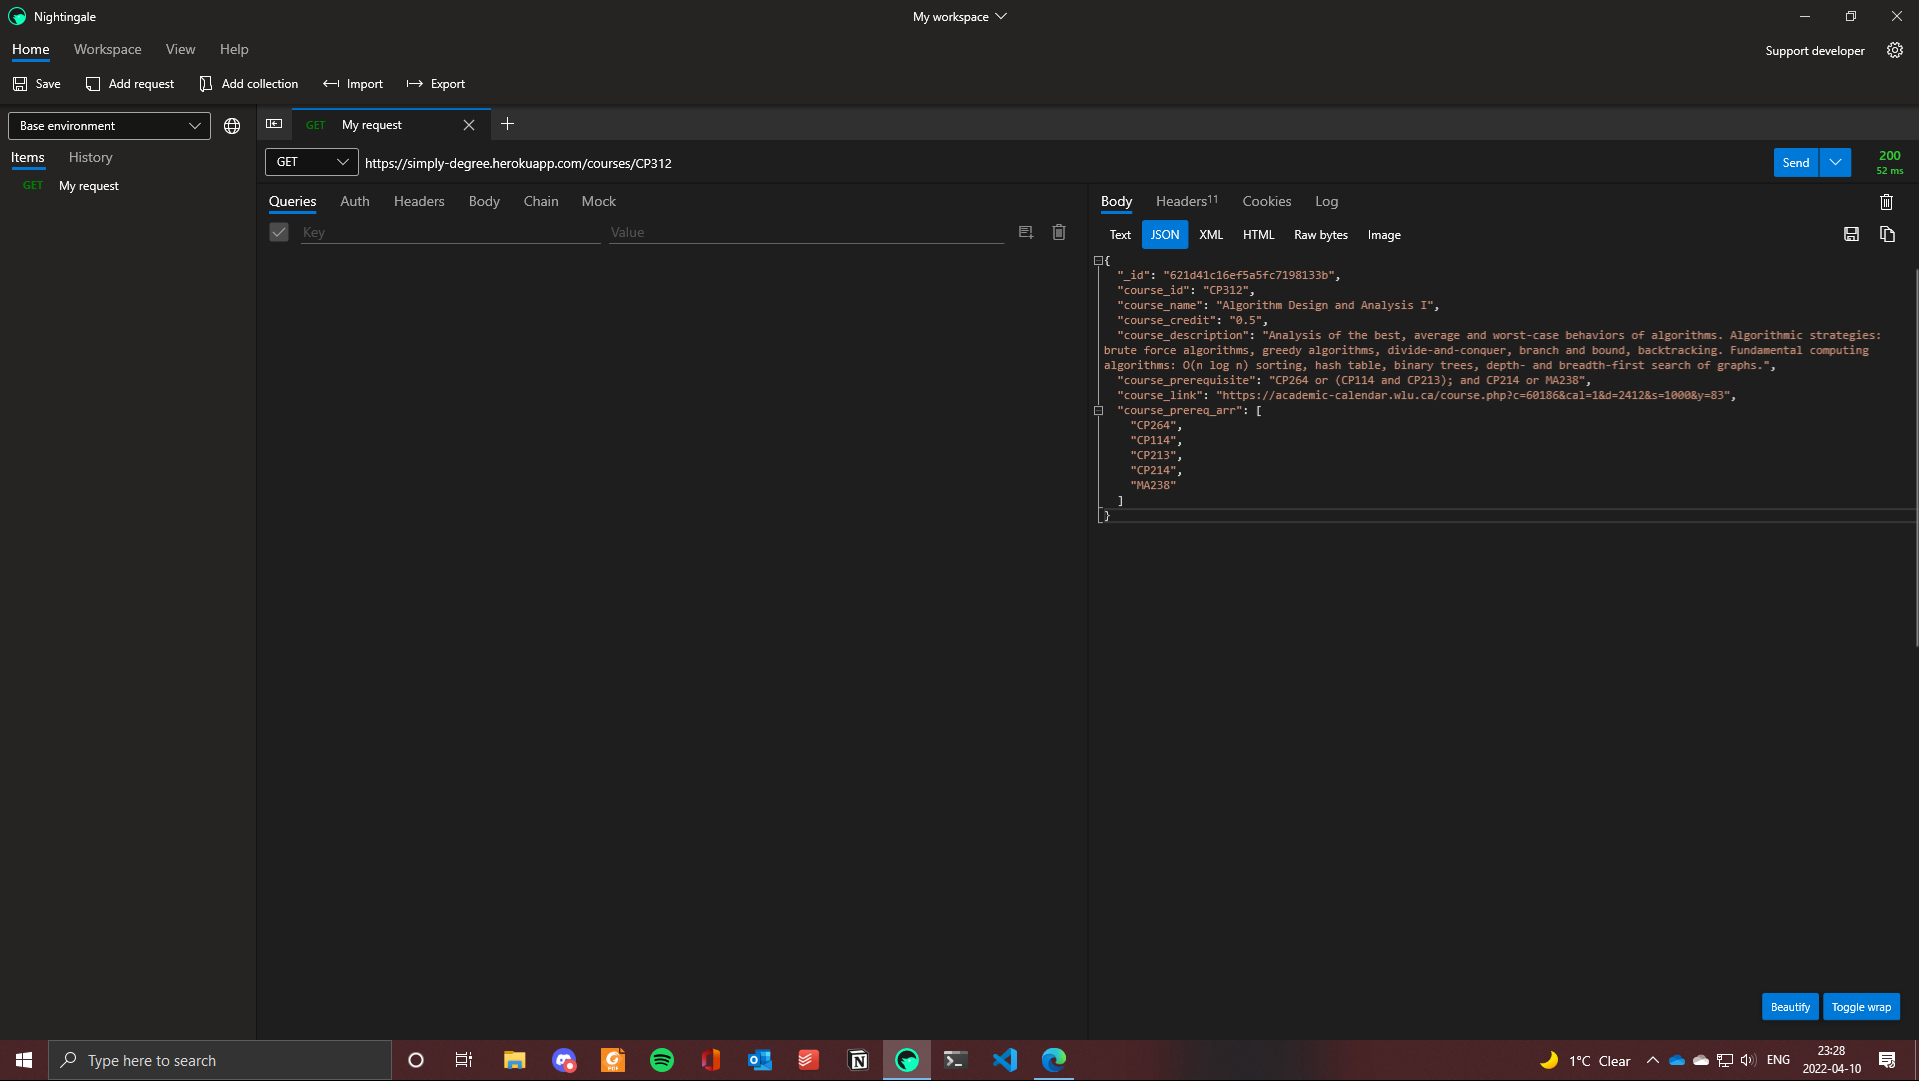 Nightingale
My workspace
Home Workspace View Help
Support developer
Save Add request Add collection Import Export
Base environment
GET My request
Items History
GET My request
GET https://simply-degree.herokuapp.com/courses/CP312
Send
200
52 ms
Queries Auth Headers Body Chain Mock
Key Value
Body Headers 11 Cookies Log
Text JSON XML HTML Raw bytes Image
{
"_id": "621d41c16ef5a5fc7198133b",
"course_id": "CP312",
"course_name": "Algorithm Design and Analysis I",
"course_credit": "0.5",
"course_description": "Analysis of the best, average and worst-case behaviors of algorithms. Algorithmic strategies:
brute force algorithms, greedy algorithms, divide-and-conquer, branch and bound, backtracking. Fundamental computing
algorithms: O(n log n) sorting, hash table, binary trees, depth- and breadth-first search of graphs.",
"course_prerequisite": "CP264 or (CP114 and CP213); and CP214 or MA238",
"course_link": "https://academic-calendar.wlu.ca/course.php?c=60186&cal=1&d=2412&s=1000&y=83",
"course_prereq_arr": [
"CP264",
"CP114",
"CP213",
"CP214",
"MA238"
]
}
Beautify Toggle wrap
Type here to search
1°C Clear
ENG
23:28
2022-04-10